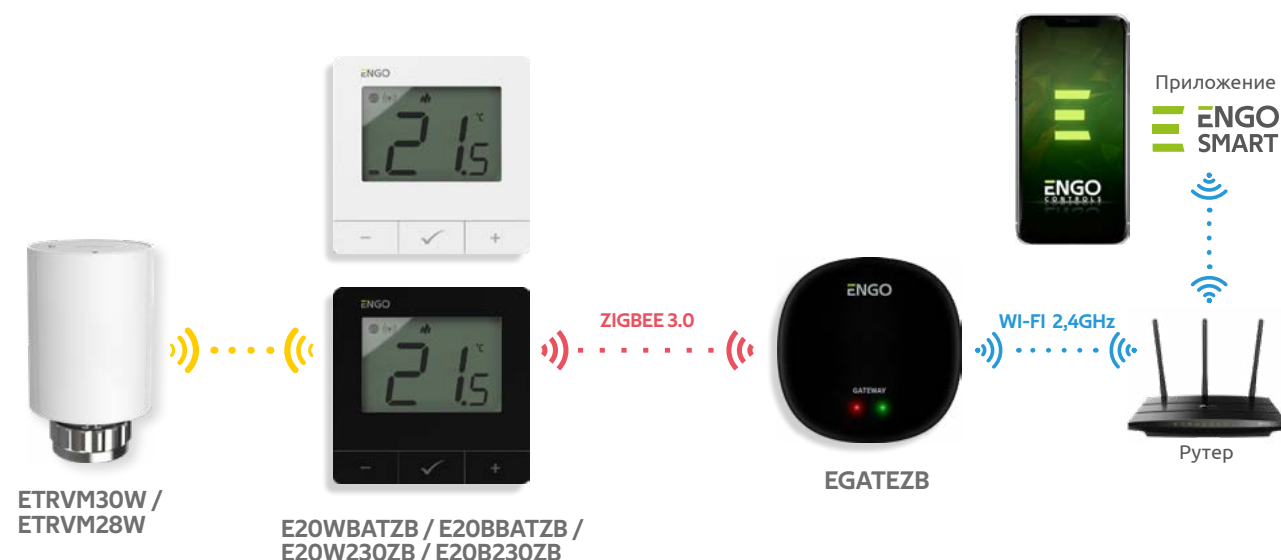 ENGO
21.5 °C
ENGO
21.5 °C
ZIGBEE 3.0
ENGO
GATEWAY
WI-FI 2,4GHz
ENGO
CONTROLS
Приложение
ENGO
SMART
Рутер
ETRVM30W /
ETRVM28W
E20WBATZB / E20BBATZB /
E20W230ZB / E20B230ZB
EGATEZB